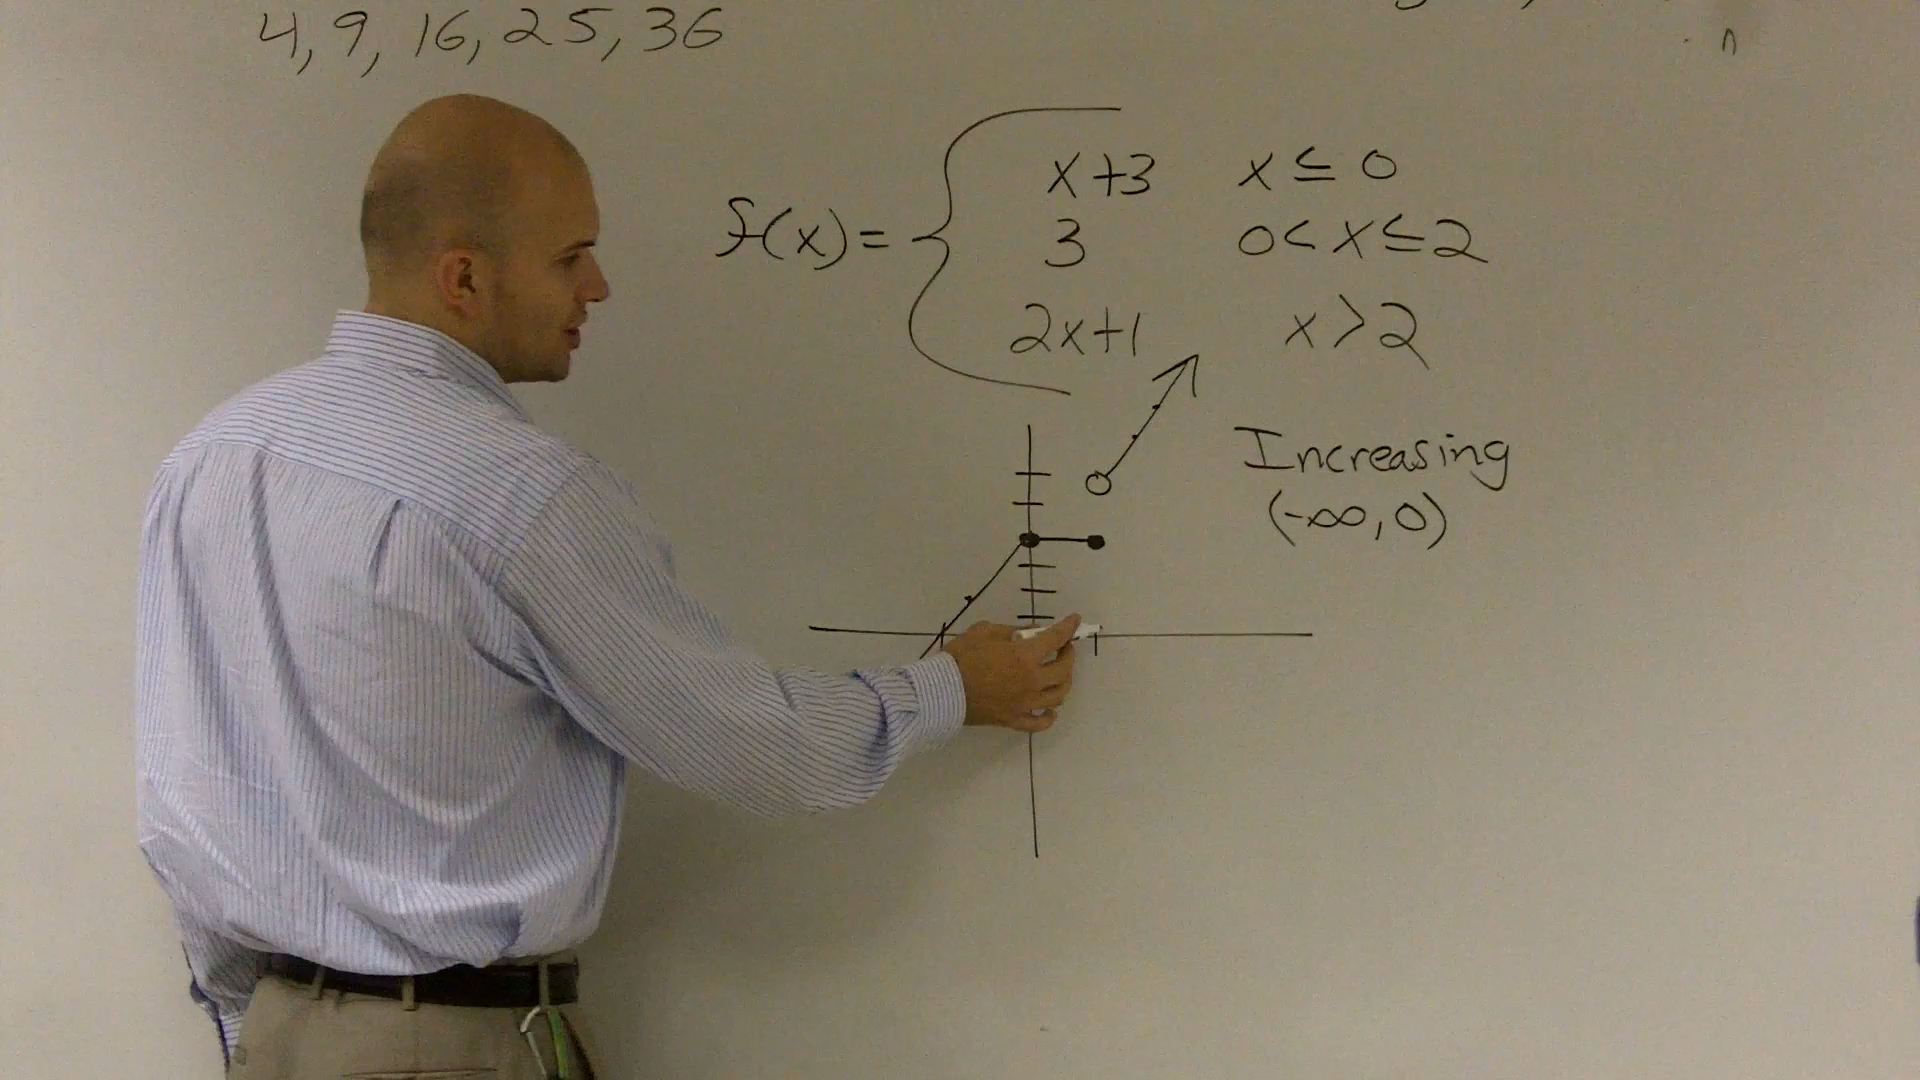 4, 9, 16, 25, 36
n
f(x) = { x+3 x ≤ 0
3 0 < x ≤ 2
2x+1 x > 2
Increasing
(-∞, 0)